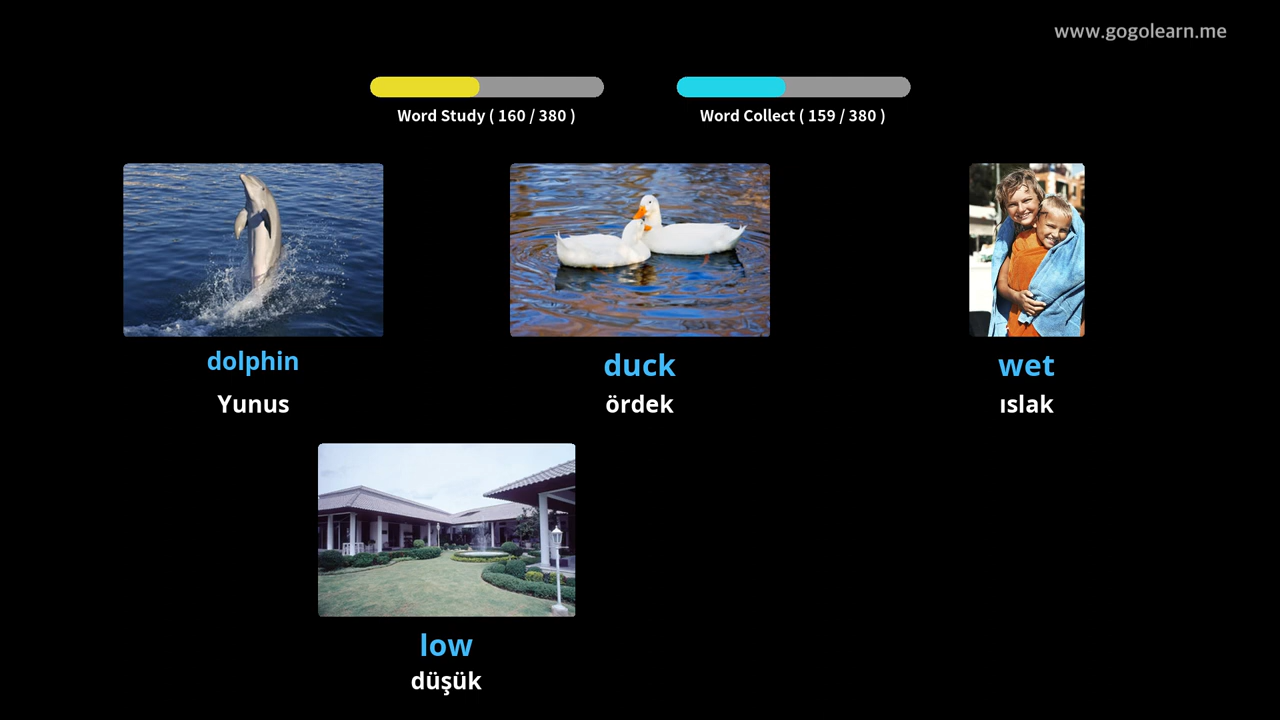 www.gogolearn.me
Word Study ( 160 / 380 )
Word Collect ( 159 / 380 )
dolphin
Yunus
duck
ördek
wet
ıslak
low
düşük